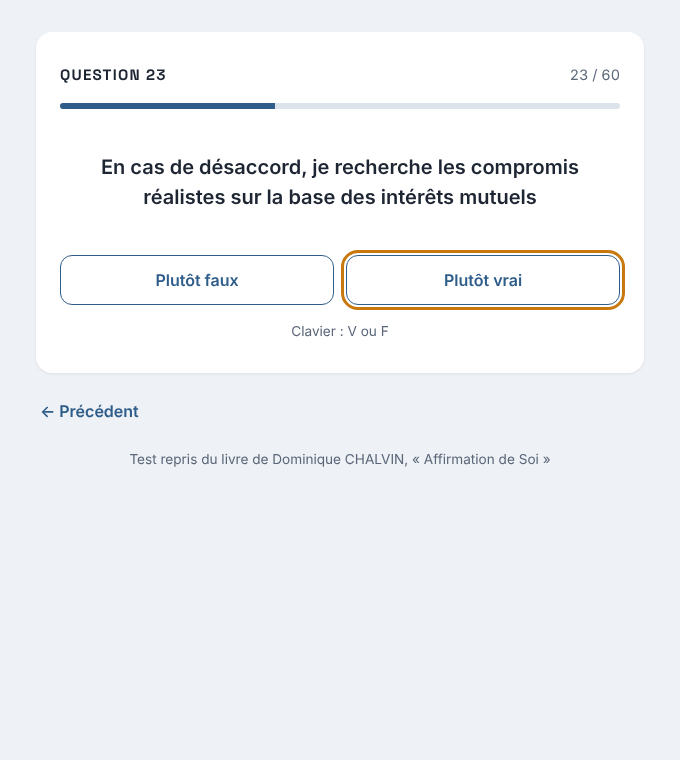 QUESTION 23
23 / 60
En cas de désaccord, je recherche les compromis
réalistes sur la base des intérêts mutuels
Plutôt faux
Plutôt vrai
Clavier : V ou F
← Précédent
Test repris du livre de Dominique CHALVIN, « Affirmation de Soi »